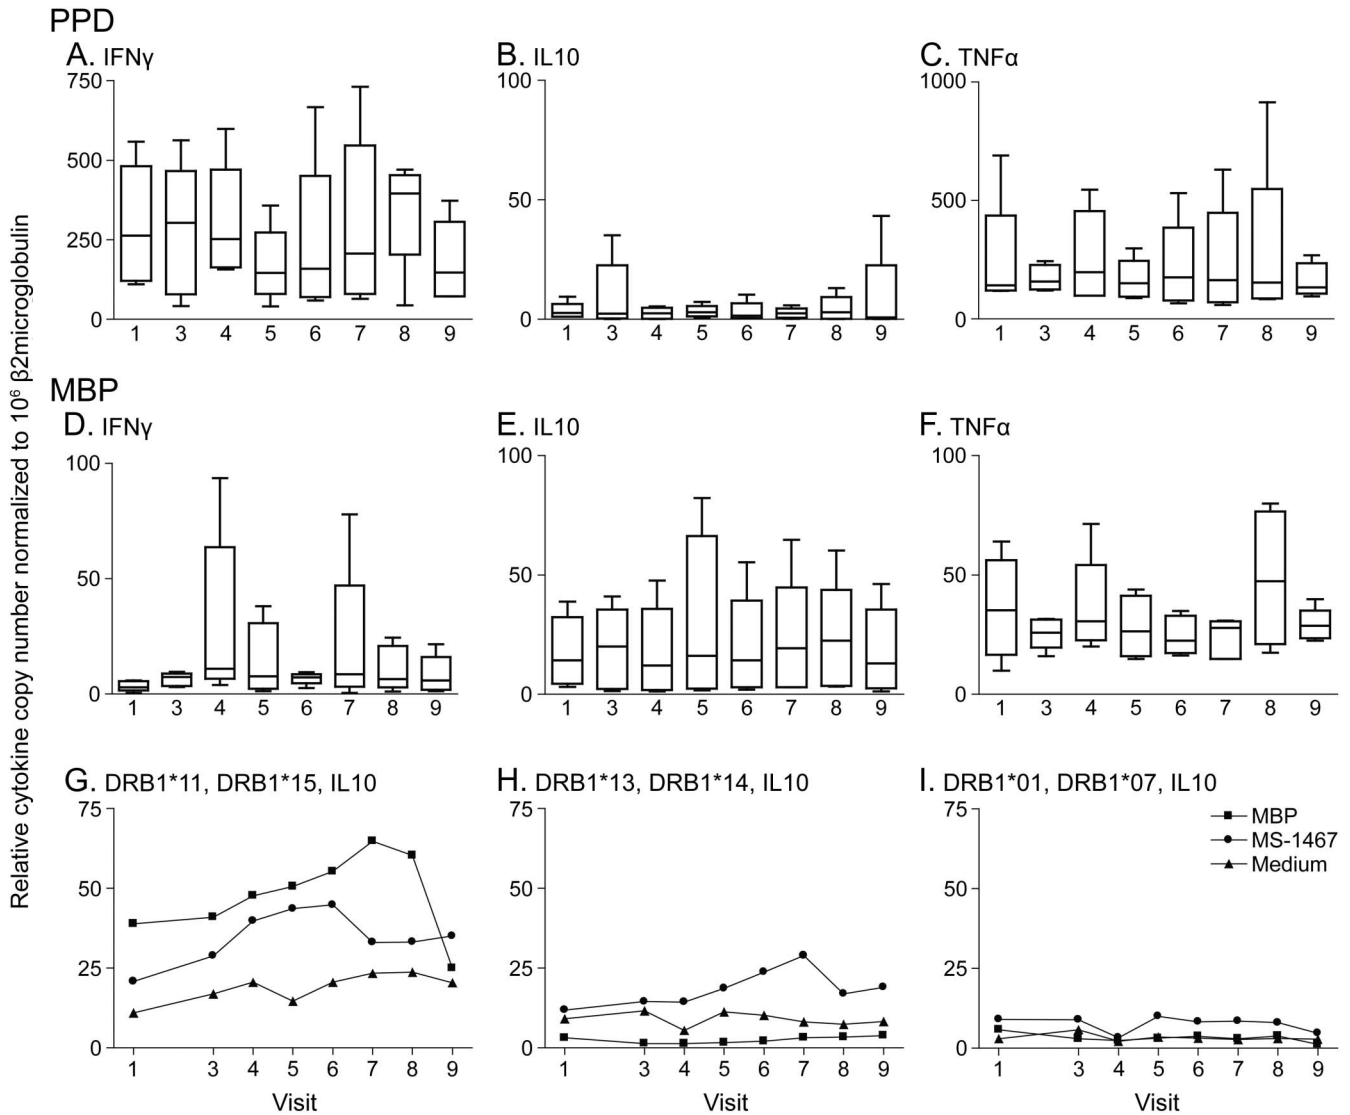 PPD
A. IFNγ
B. IL10
C. TNFα
750
500
250
0
1 3 4 5 6 7 8 9
100
50
0
1 3 4 5 6 7 8 9
1000
500
0
1 3 4 5 6 7 8 9
Relative cytokine copy number normalized to 10⁶ β2microglobulin
MBP
D. IFNγ
E. IL10
F. TNFα
100
50
0
1 3 4 5 6 7 8 9
100
50
0
1 3 4 5 6 7 8 9
100
50
0
1 3 4 5 6 7 8 9
G. DRB1*11, DRB1*15, IL10
H. DRB1*13, DRB1*14, IL10
I. DRB1*01, DRB1*07, IL10
75
50
25
0
1 3 4 5 6 7 8 9
Visit
75
50
25
0
1 3 4 5 6 7 8 9
Visit
75
50
25
0
1 3 4 5 6 7 8 9
Visit
MBP
MS-1467
Medium